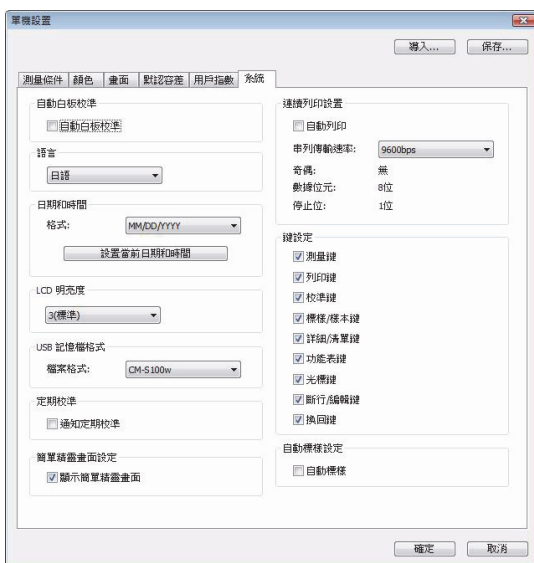 單機設置
導入...
保存...
測量條件 顔色 畫面 默認容差 用戶指數 系統
自動白板校準
自動白板校準
語言
日語
日期和時間
格式: MM/DD/YYYY
設置當前日期和時間
LCD 明亮度
3(標準)
USB 記憶檔格式
檔案格式: CM-S100w
定期校準
通知定期校準
簡單精靈畫面設定
顯示簡單精靈畫面
連續列印設置
自動列印
串列傳輸速率: 9600bps
奇偶: 無
數據位元: 8位
停止位: 1位
鍵設定
測量鍵
列印鍵
校準鍵
標樣/樣本鍵
詳細/清單鍵
功能表鍵
光標鍵
斷行/編輯鍵
換回鍵
自動標樣設定
自動標樣
確定
取消